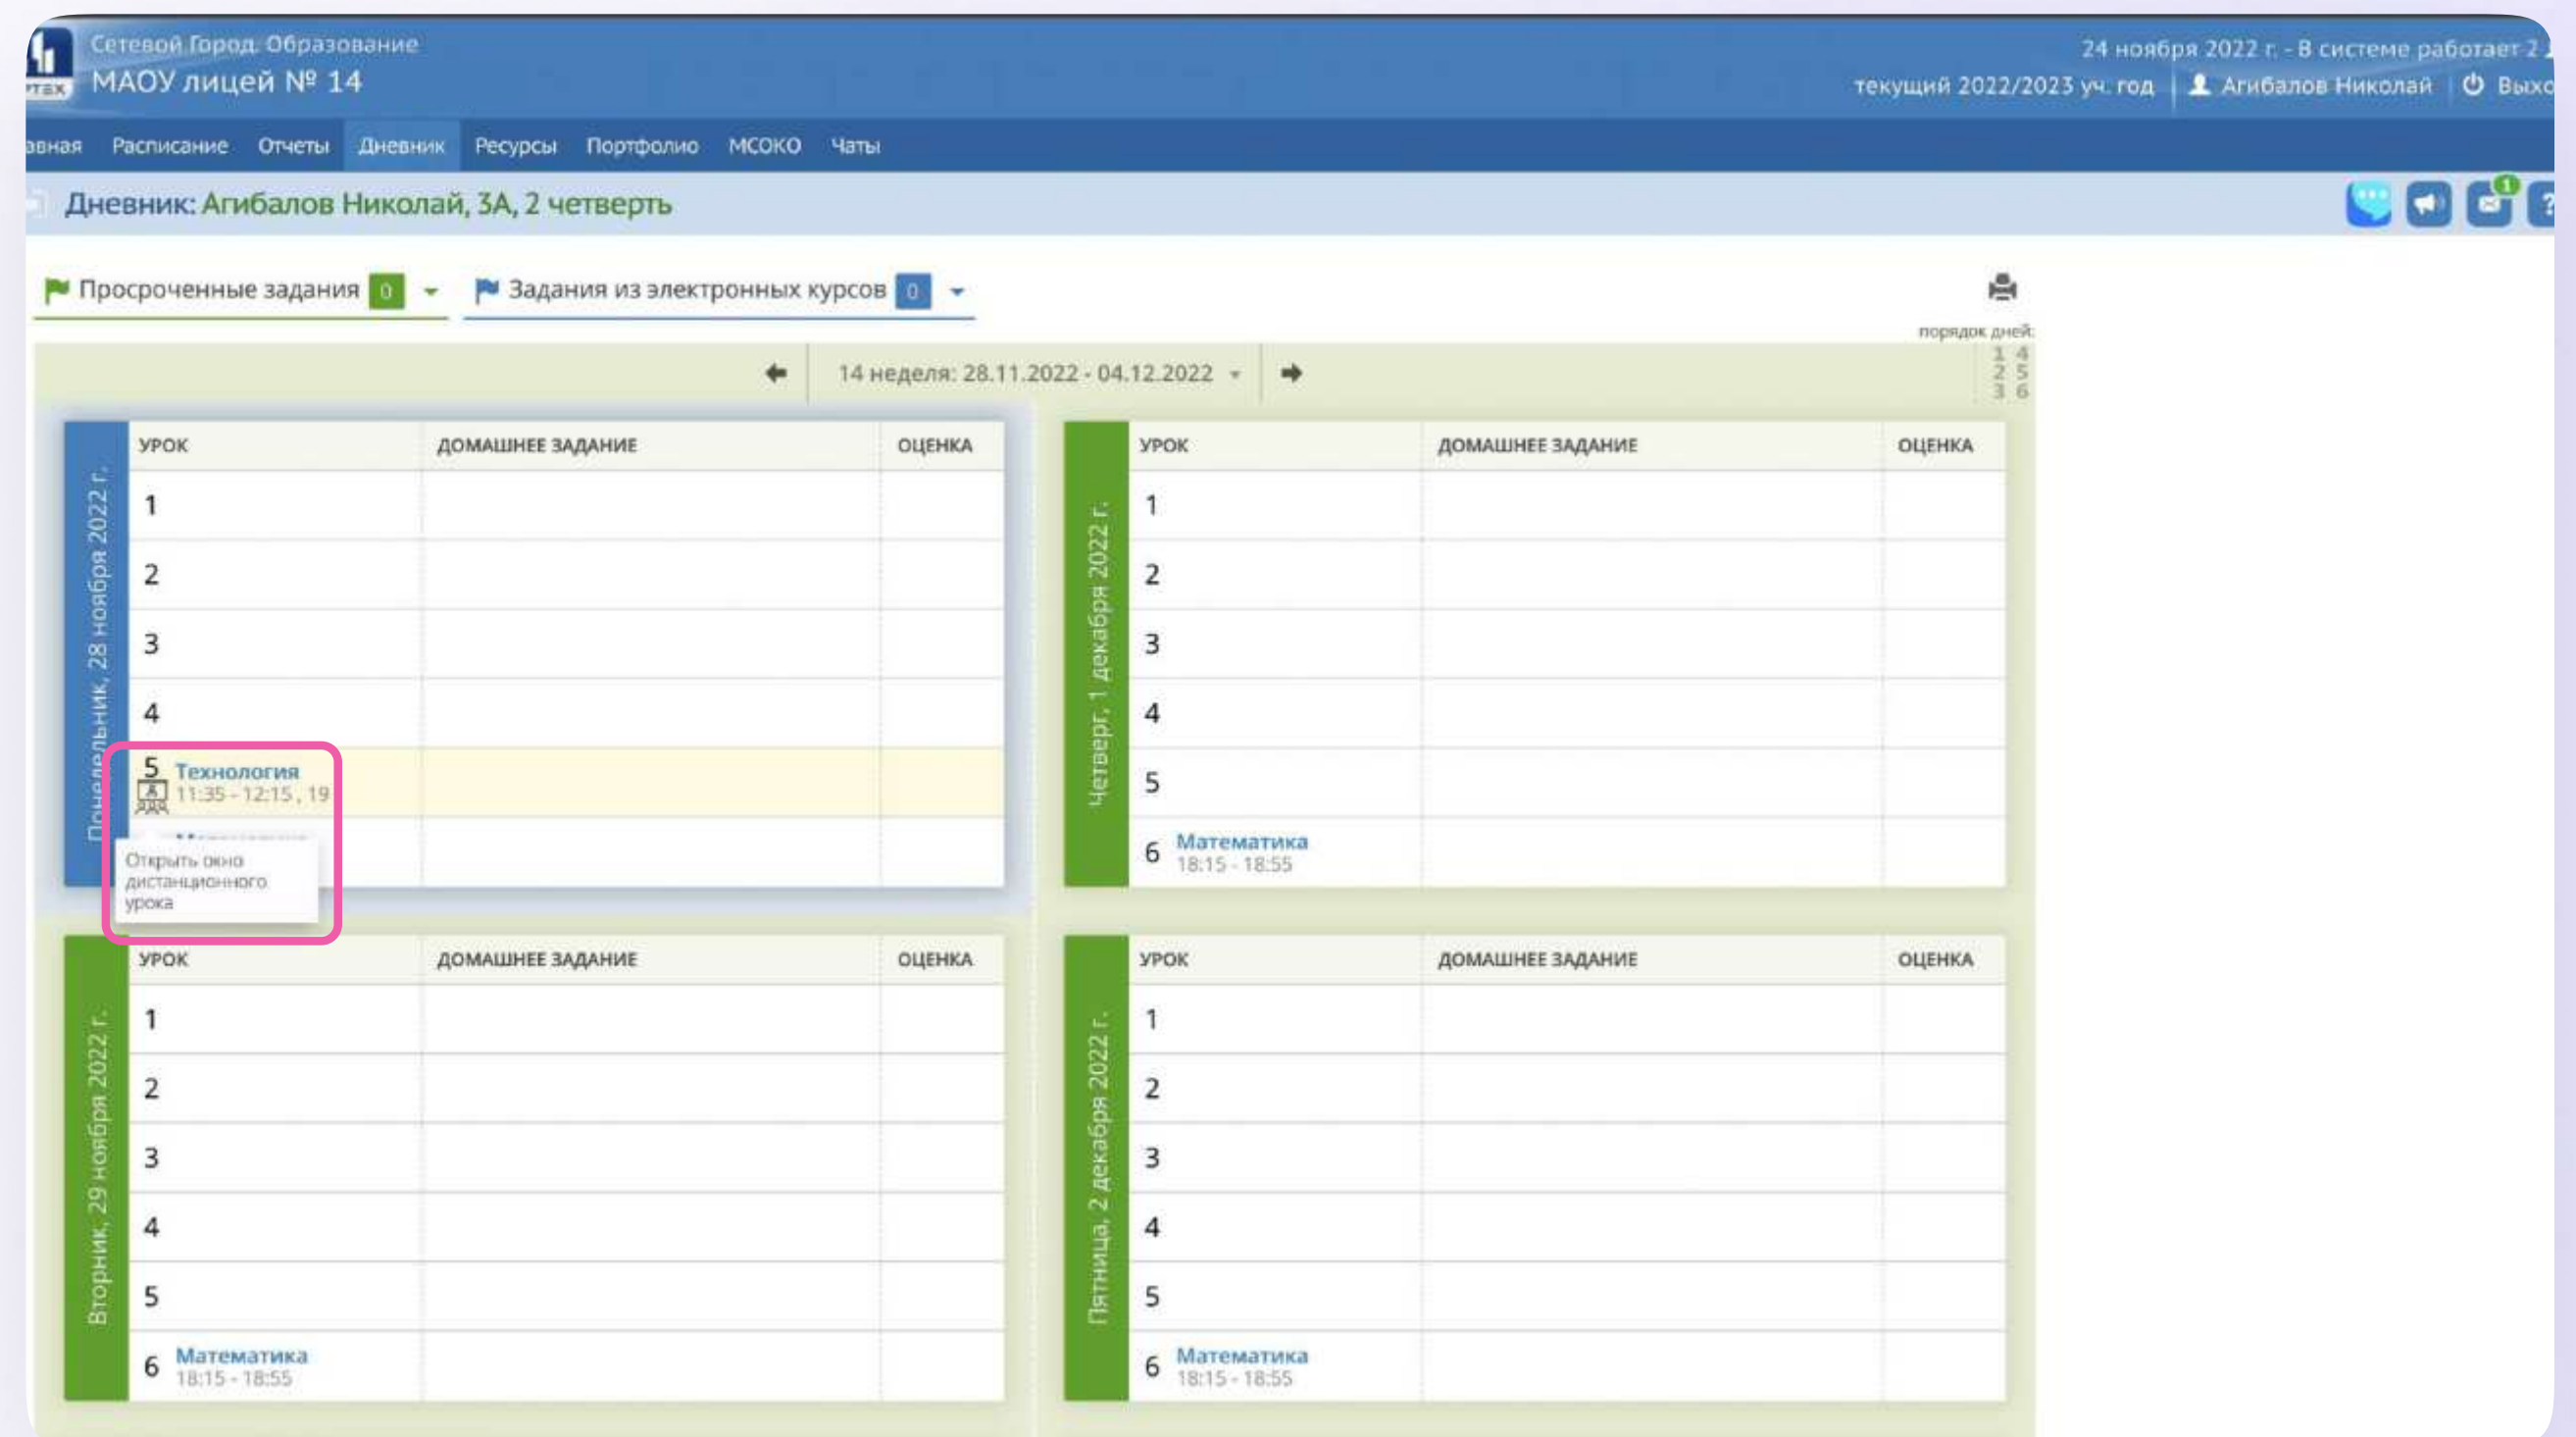 Сетевой Город. Образование
МАОУ лицей № 14
24 ноября 2022 г. - В системе работает 2
текущий 2022/2023 уч. год Агибалов Николай
Расписание Отчеты Дневник Ресурсы Портфолио МСОКО Чаты
Дневник: Агибалов Николай, 3А, 2 четверть
1
?
Просроченные задания 0
Задания из электронных курсов 0
порядок дней:
1 4
2 5
3 6
14 неделя: 28.11.2022 - 04.12.2022
Понедельник, 28 ноября 2022 г.
УРОК ДОМАШНЕЕ ЗАДАНИЕ ОЦЕНКА
1
2
3
4
5 Технология
11:35 - 12:15 , 19
Открыть окно
дистанционного
урока
Четверг, 1 декабря 2022 г.
УРОК ДОМАШНЕЕ ЗАДАНИЕ ОЦЕНКА
1
2
3
4
5
6 Математика
18:15 - 18:55
Вторник, 29 ноября 2022 г.
УРОК ДОМАШНЕЕ ЗАДАНИЕ ОЦЕНКА
1
2
3
4
5
6 Математика
18:15 - 18:55
Пятница, 2 декабря 2022 г.
УРОК ДОМАШНЕЕ ЗАДАНИЕ ОЦЕНКА
1
2
3
4
5
6 Математика
18:15 - 18:55